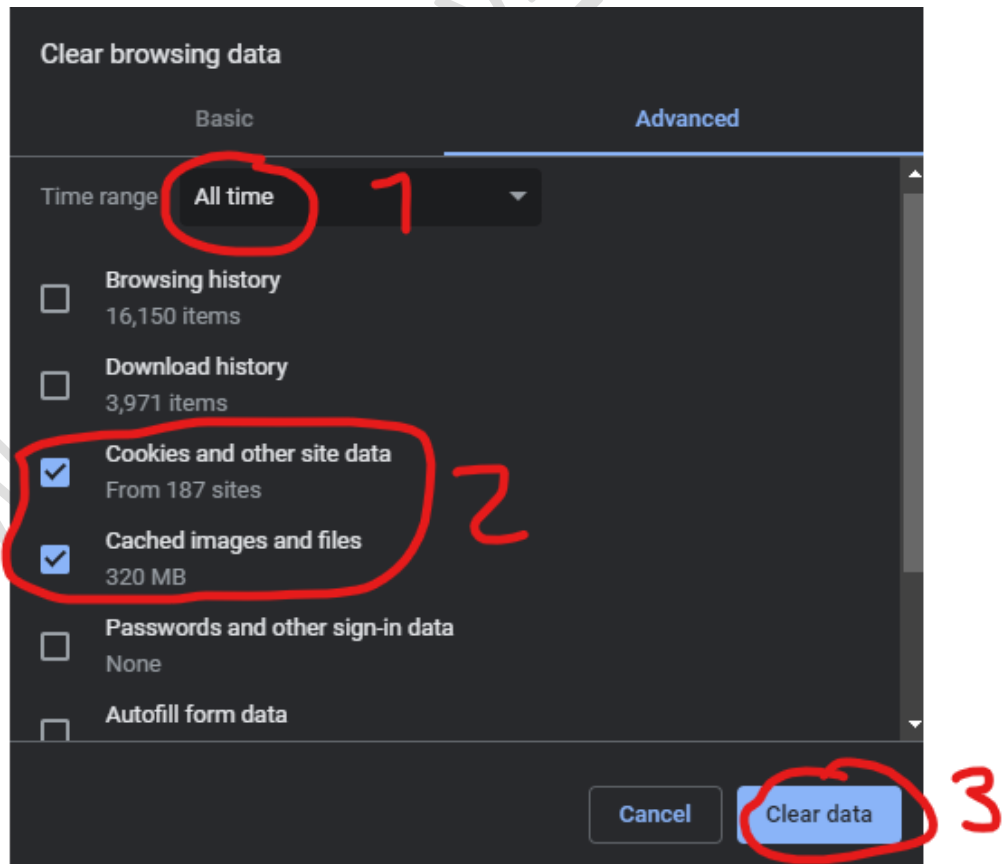 Clear browsing data
Basic Advanced
Time range All time 1
Browsing history
16,150 items
Download history
3,971 items
Cookies and other site data
From 187 sites
2
Cached images and files
320 MB
Passwords and other sign-in data
None
Autofill form data
Cancel Clear data 3